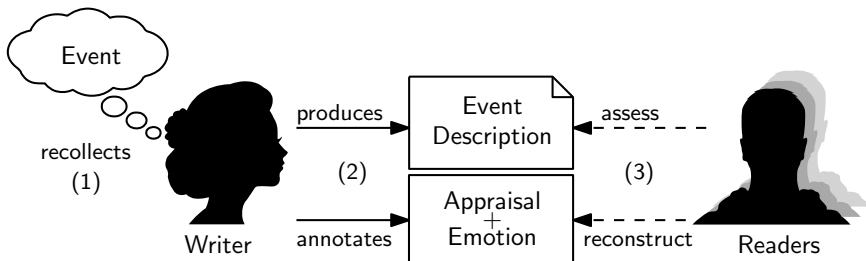 Event
recollects
(1)
Writer
produces
(2)
annotates
Event
Description
Appraisal
+
Emotion
assess
(3)
reconstruct
Readers